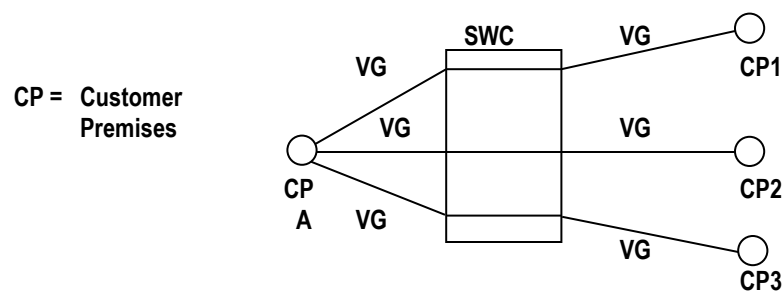 SWC
VG
VG
CP1
VG
CP = Customer
Premises
VG
VG
CP
A
CP2
VG
VG
CP3